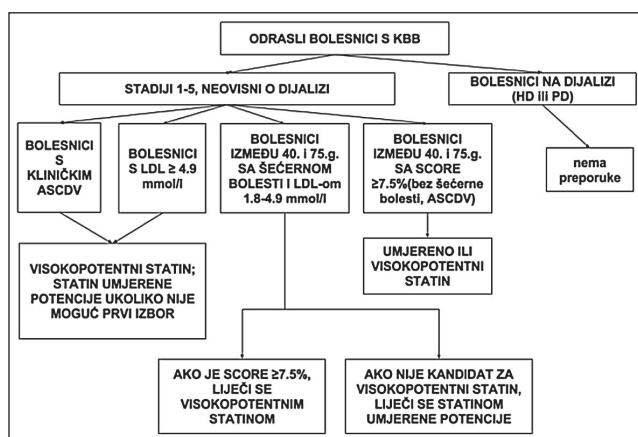 ODRASLI BOLESNICI S KBB
STADIJI 1-5, NEOVISNI O DIJALIZI
BOLESNICI NA DIJALIZI
(HD ili PD)
BOLESNICI
S
KLINIČKIM
ASCDV
BOLESNICI
S LDL ≥ 4.9
mmol/l
BOLESNICI
IZMEĐU 40. i 75.g.
SA ŠEĆERNOM
BOLESTI I LDL-om
1.8-4.9 mmol/l
BOLESNICI
IZMEĐU 40. i 75.g.
SA SCORE
≥7.5%(bez šećerne
bolesti, ASCDV)
nema
preporuke
VISOKOPOTENTNI STATIN;
STATIN UMJERENE
POTENCIJE UKOLIKO NIJE
MOGUĆ PRVI IZBOR
UMJERENO ILI
VISOKOPOTENTNI
STATIN
AKO JE SCORE ≥7.5%,
LIJEČI SE
VISOKOPOTENTNIM
STATINOM
AKO NIJE KANDIDAT ZA
VISOKOPOTENTNI STATIN,
LIJEČI SE STATINOM
UMJERENE POTENCIJE